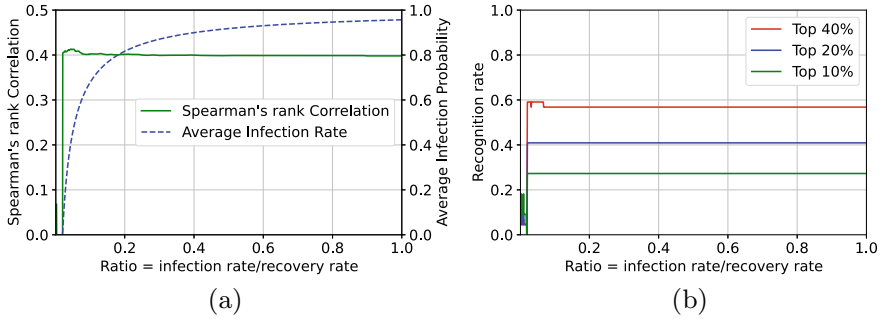 0.5
0.4
0.3
0.2
0.1
0.0
Spearman's rank Correlation
1.0
0.8
0.6
0.4
0.2
0.0
Average Infection Probability
Spearman's rank Correlation
Average Infection Rate
0.2 0.4 0.6 0.8 1.0
Ratio = infection rate/recovery rate
(a)
1.0
0.8
0.6
0.4
0.2
0.0
Recognition rate
Top 40%
Top 20%
Top 10%
0.2 0.4 0.6 0.8 1.0
Ratio = infection rate/recovery rate
(b)